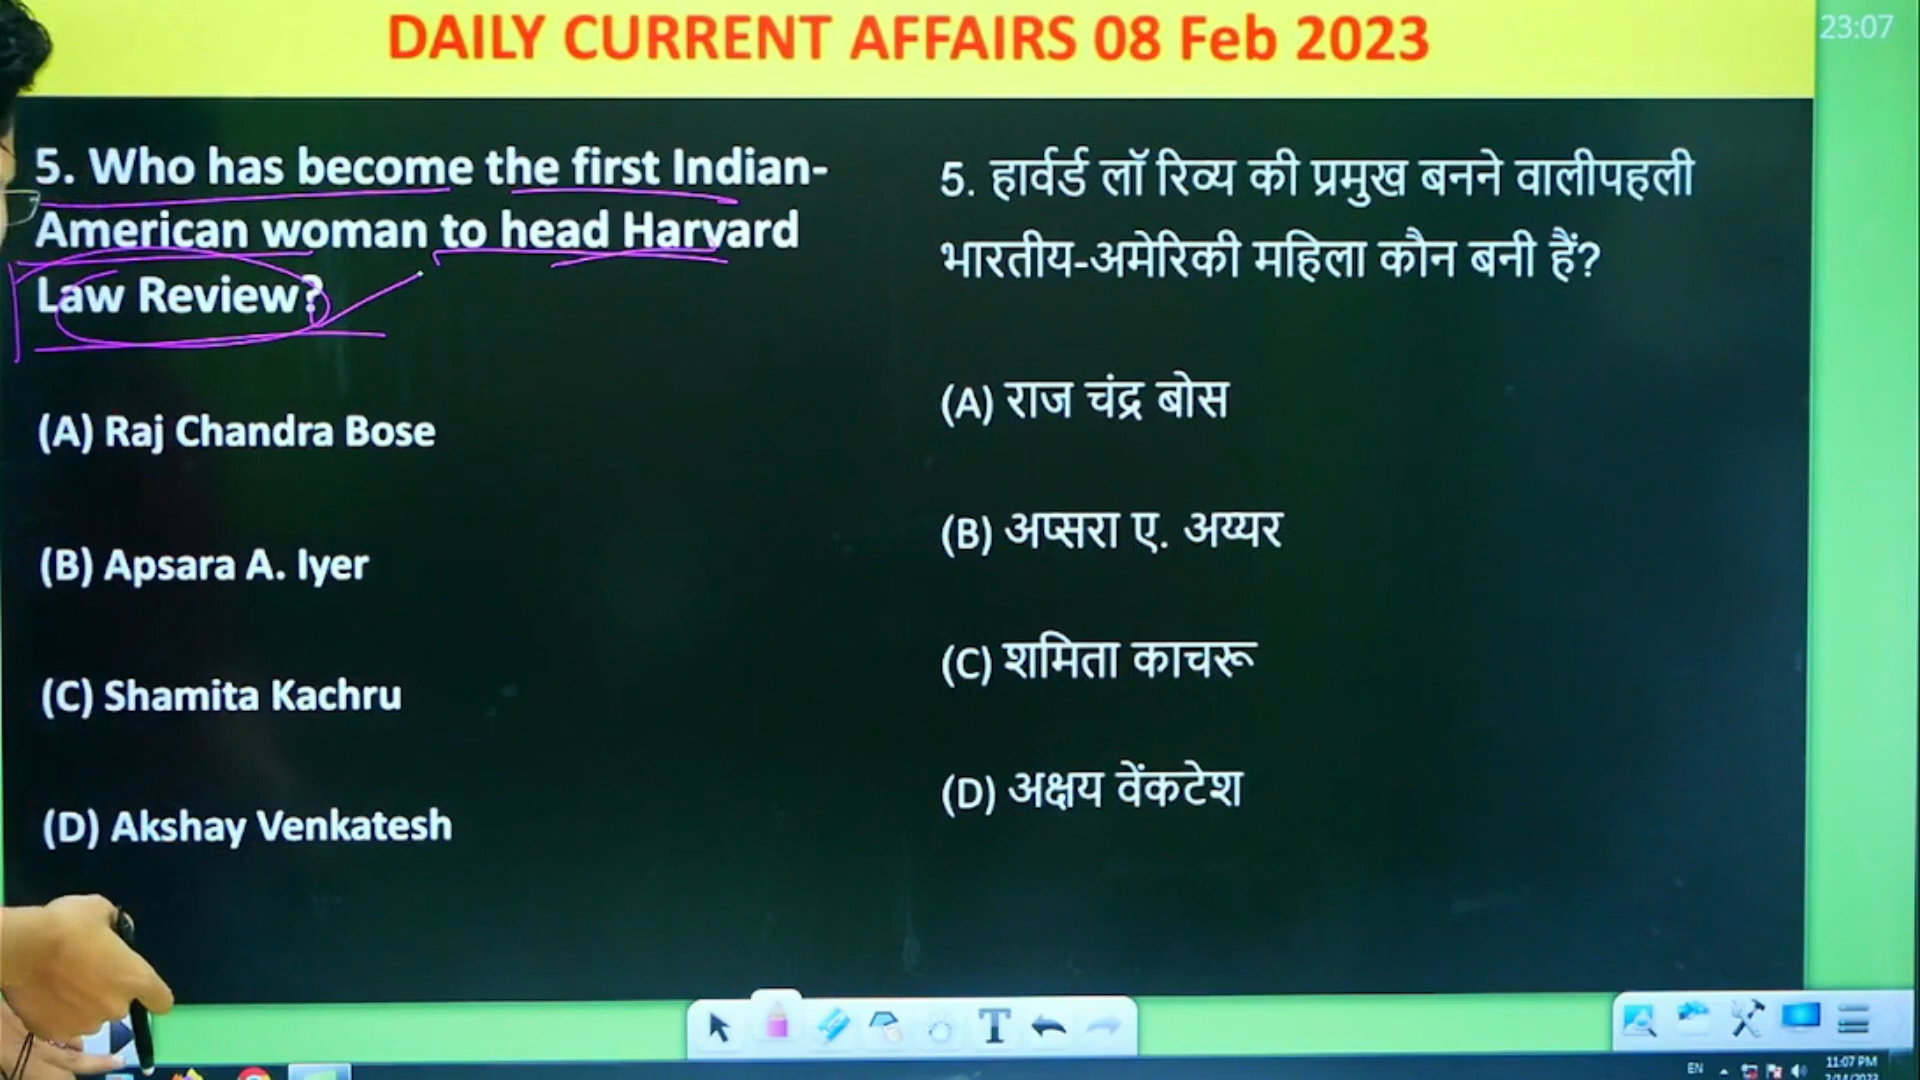 DAILY CURRENT AFFAIRS 08 Feb 2023
23:07
5. Who has become the first Indian-
American woman to head Harvard
Law Review?
(A) Raj Chandra Bose
(B) Apsara A. Iyer
(C) Shamita Kachru
(D) Akshay Venkatesh
5. हार्वर्ड लॉ रिव्य की प्रमुख बनने वालीपहली
भारतीय-अमेरिकी महिला कौन बनी हैं?
(A) राज चंद्र बोस
(B) अप्सरा ए. अय्यर
(C) शमिता काचरू
(D) अक्षय वेंकटेश
T
EN
11:07 PM